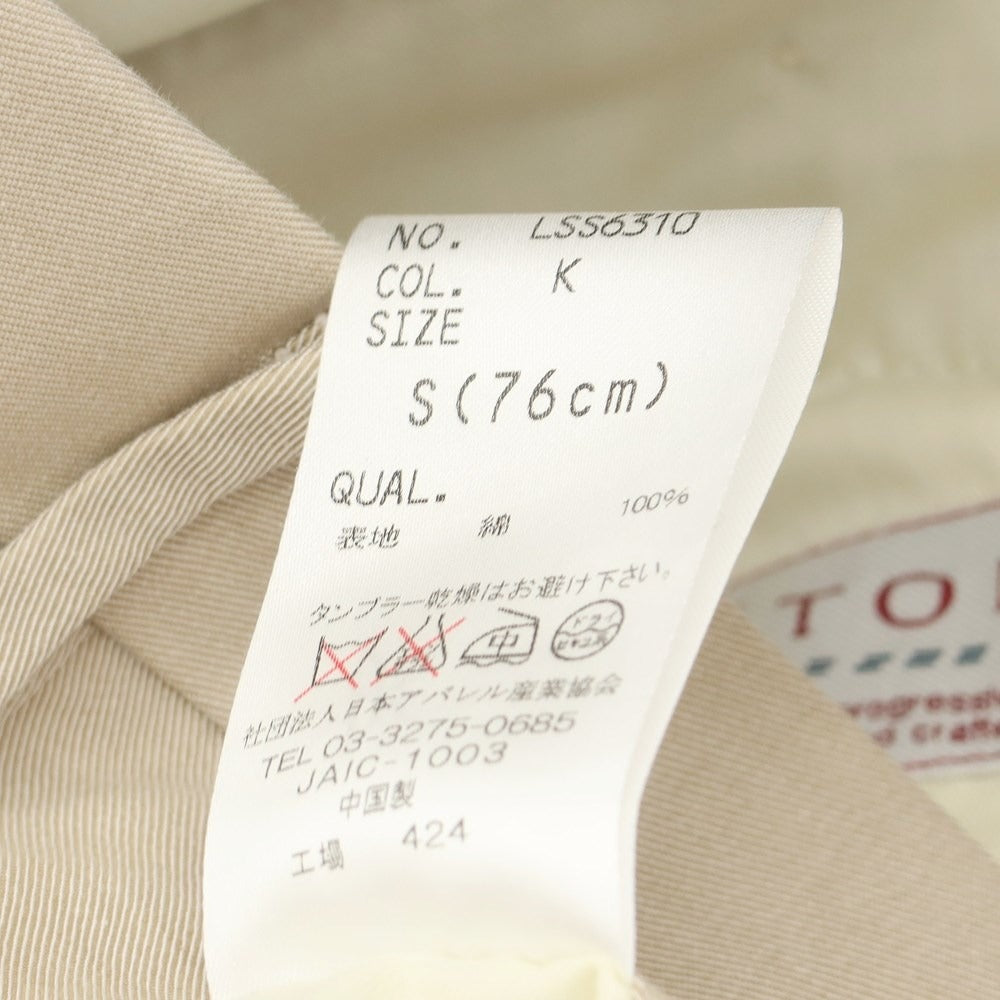 NO. LSS6310
COL. K
SIZE
S(76cm)
QUAL.
表地 綿 100%
タンブラー乾燥はお避け下さい。
中 ドライ
社団法人日本アパレル産業協会
TEL 03-3275-0685
JAIC-1003
中国製
工場 424
TO